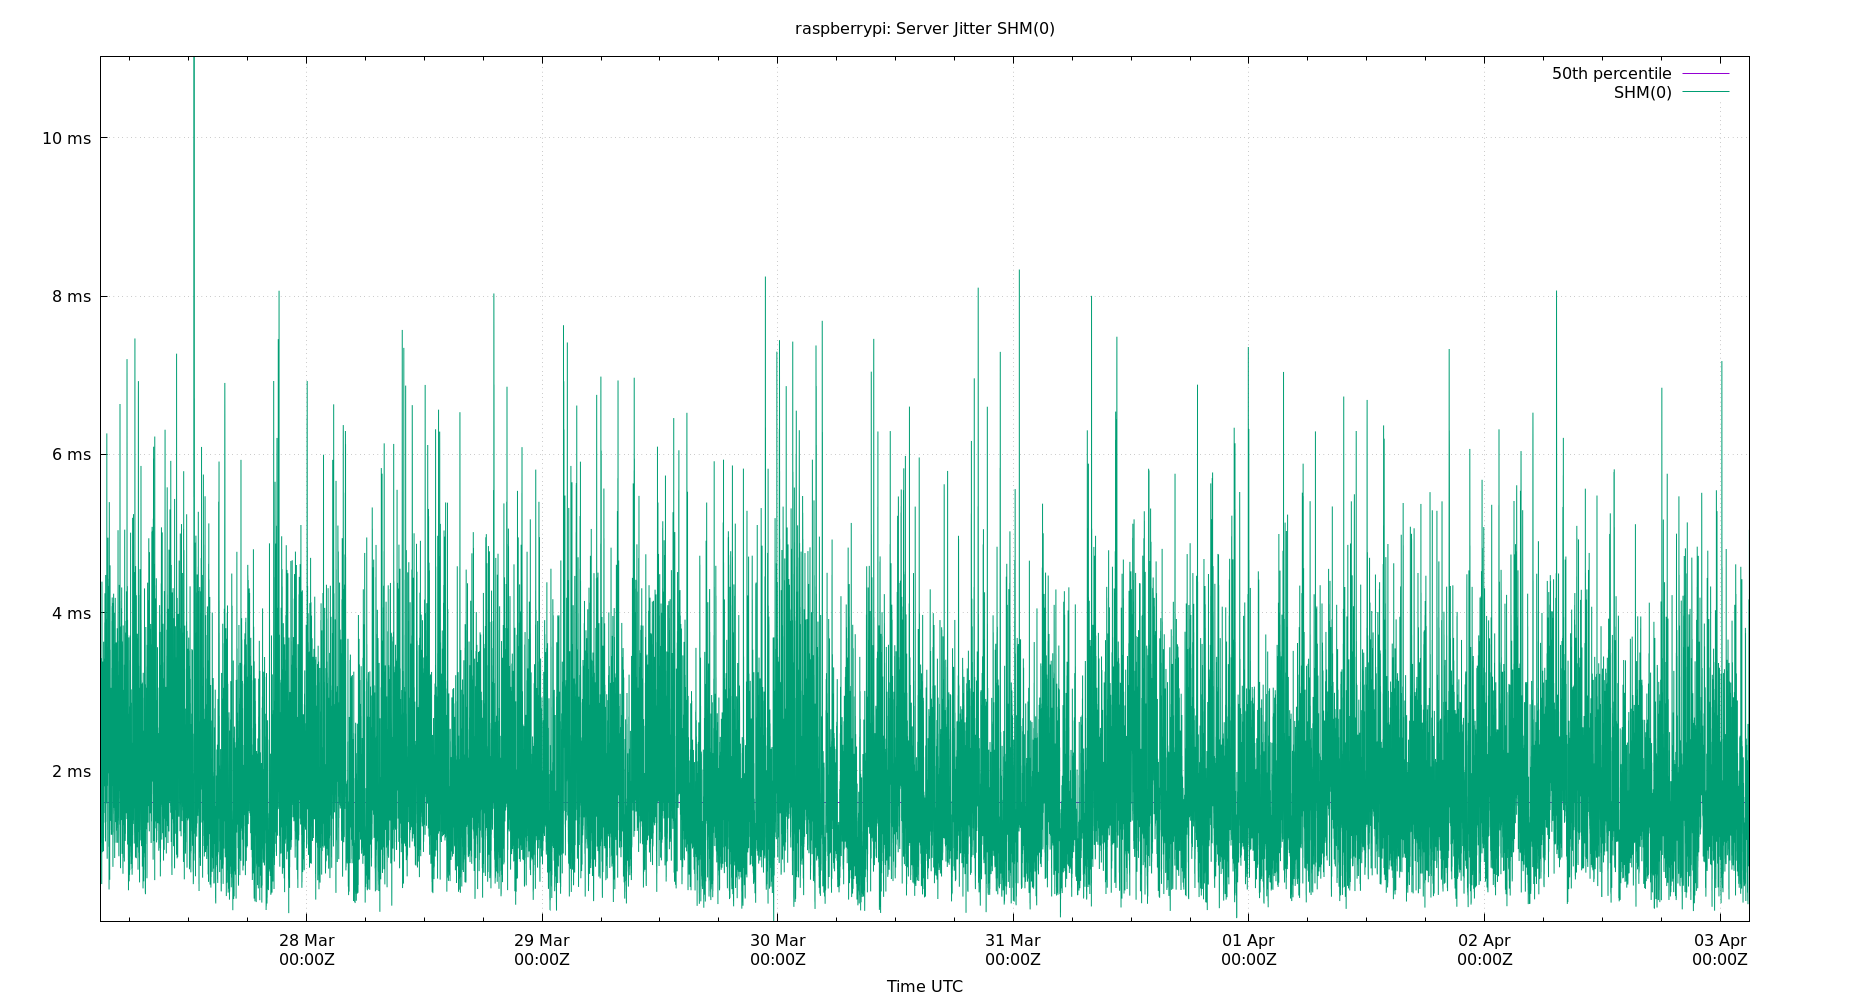 raspberrypi: Server Jitter SHM(0)
50th percentile
SHM(0)
10 ms
8 ms
6 ms
4 ms
2 ms
28 Mar 29 Mar 30 Mar 31 Mar 01 Apr 02 Apr 03 Apr
00:00Z 00:00Z 00:00Z 00:00Z 00:00Z 00:00Z 00:00Z
Time UTC